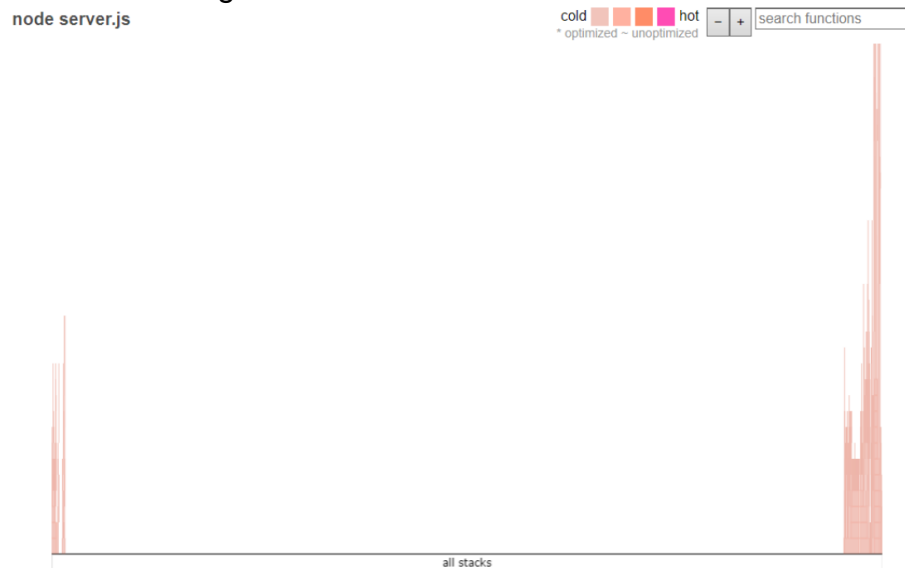 node server.js
cold hot - + search functions
* optimized ~ unoptimized
all stacks